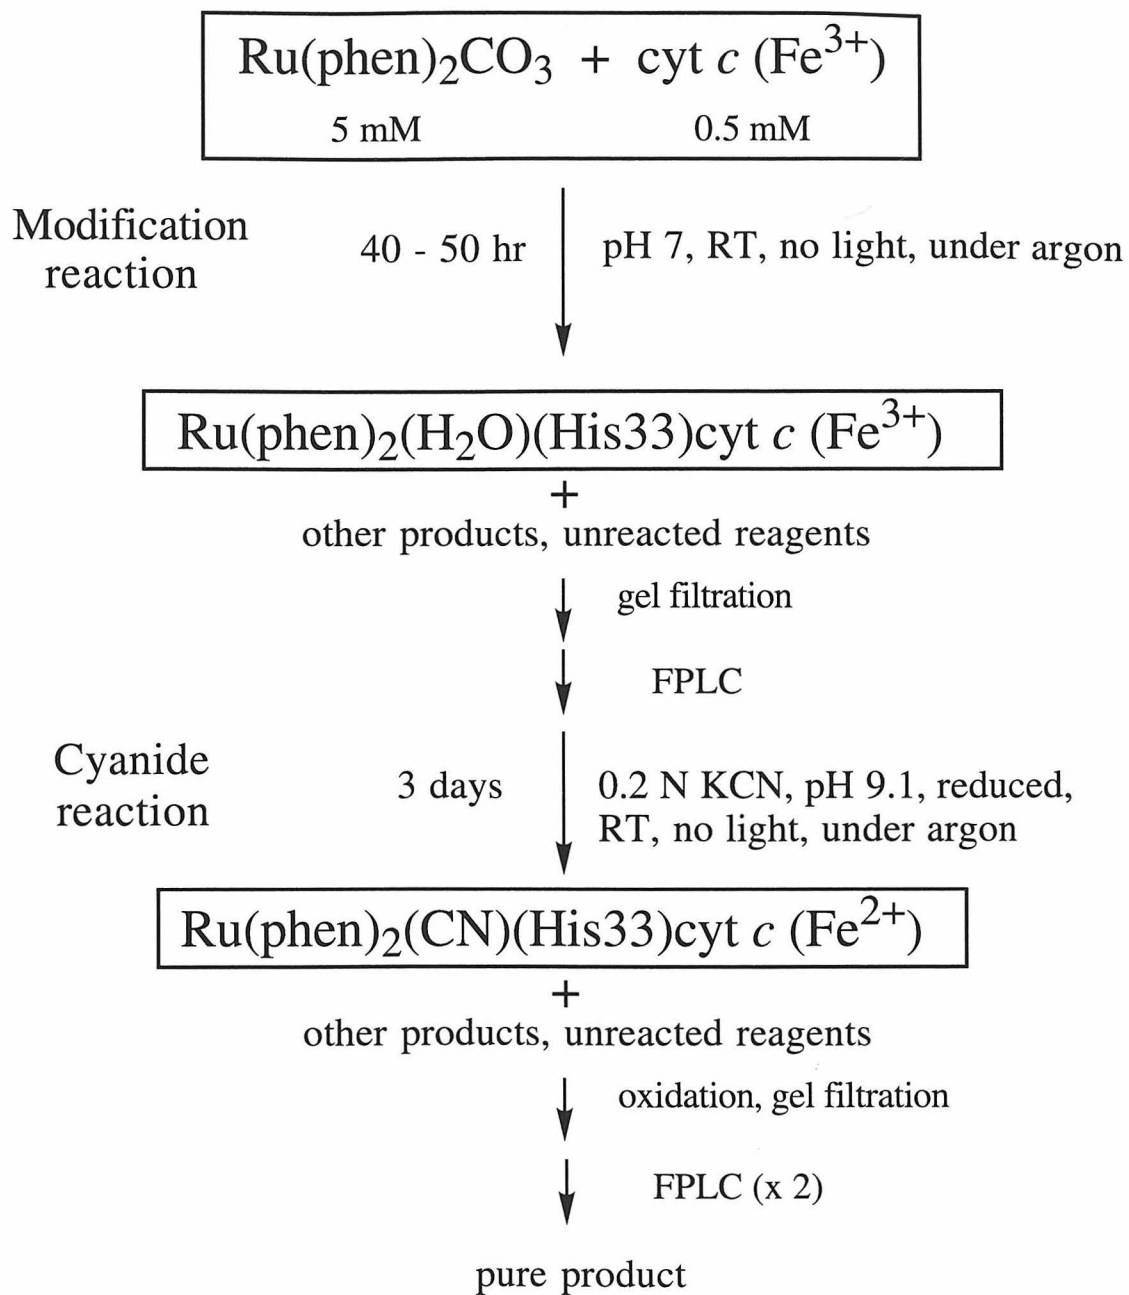 Ru(phen)₂CO₃ + cyt c (Fe³⁺)
5 mM 0.5 mM
Modification
reaction
40 - 50 hr
pH 7, RT, no light, under argon
Ru(phen)₂(H₂O)(His33)cyt c (Fe³⁺)
+
other products, unreacted reagents
gel filtration
FPLC
Cyanide
reaction
3 days
0.2 N KCN, pH 9.1, reduced,
RT, no light, under argon
Ru(phen)₂(CN)(His33)cyt c (Fe²⁺)
+
other products, unreacted reagents
oxidation, gel filtration
FPLC (x 2)
pure product